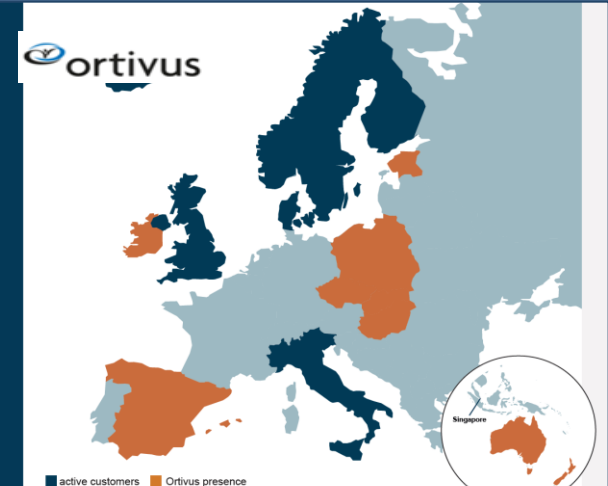 ortivus
Singapore
active customers
Ortivus presence